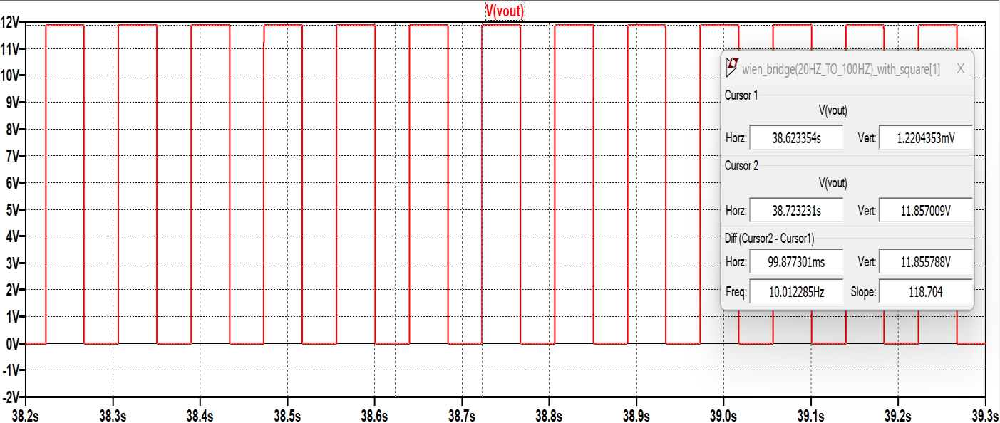 V(vout)
12V
11V
10V
9V
8V
7V
6V
5V
4V
3V
2V
1V
0V
-1V
-2V
38.2s 38.3s 38.4s 38.5s 38.6s 38.7s 38.8s 38.9s 39.0s 39.1s 39.2s 39.3s
wien_bridge(20HZ_TO_100HZ)_with_square[1] X
Cursor 1
V(vout)
Horz: 38.623354s Vert: 1.2204353mV
Cursor 2
V(vout)
Horz: 38.723231s Vert: 11.857009V
Diff (Cursor2 - Cursor1)
Horz: 99.877301ms Vert: 11.855788V
Freq: 10.012285Hz Slope: 118.704